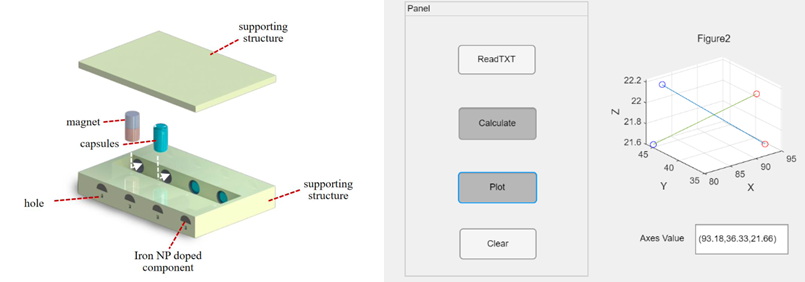 supporting
structure
magnet
capsules
hole
supporting
structure
Iron NP doped
component
Panel
ReadTXT
Calculate
Plot
Clear
Figure2
22.2
22
21.8
21.6
Z
45
40
35
Y
80
85
90
95
X
Axes Value
(93.18,36.33,21.66)